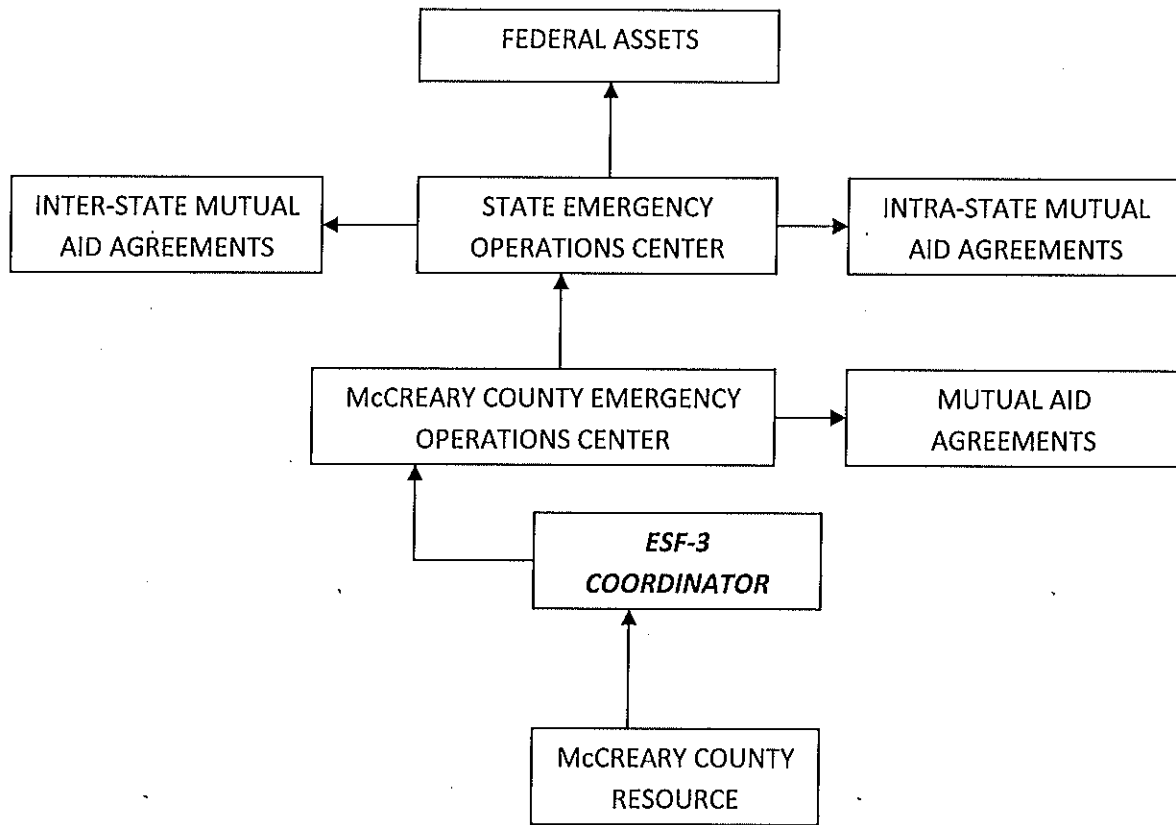 FEDERAL ASSETS
INTER-STATE MUTUAL
AID AGREEMENTS
STATE EMERGENCY
OPERATIONS CENTER
INTRA-STATE MUTUAL
AID AGREEMENTS
McCREARY COUNTY EMERGENCY
OPERATIONS CENTER
MUTUAL AID
AGREEMENTS
ESF-3
COORDINATOR
McCREARY COUNTY
RESOURCE